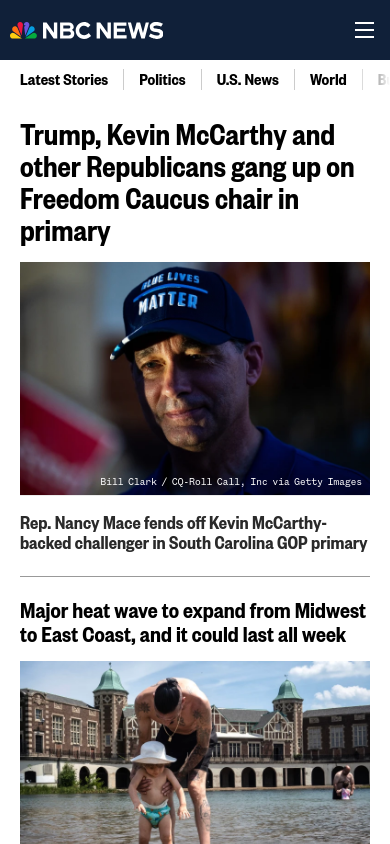 NBC NEWS
Latest Stories
Politics
U.S. News
World
Trump, Kevin McCarthy and
other Republicans gang up on
Freedom Caucus chair in
primary
BLUE LIVES
MATTER
Bill Clark / CQ-Roll Call, Inc via Getty Images
Rep. Nancy Mace fends off Kevin McCarthy-
backed challenger in South Carolina GOP primary
Major heat wave to expand from Midwest
to East Coast, and it could last all week